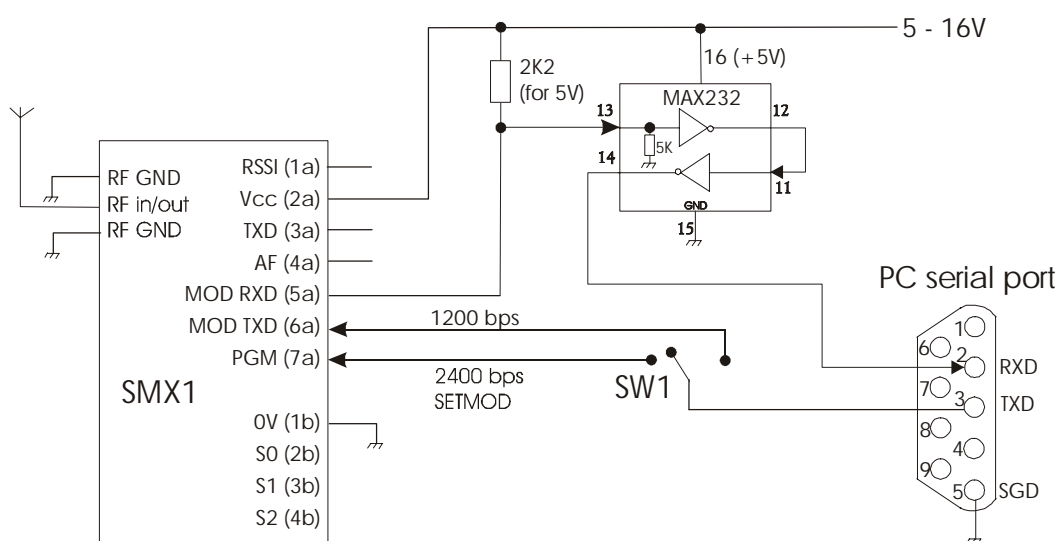 5 - 16V
16 (+5V)
2K2
(for 5V)
MAX232
13
12
5K
14
11
GND
15
RF GND
RF in/out
RF GND
RSSI (1a)
Vcc (2a)
TXD (3a)
AF (4a)
MOD RXD (5a)
MOD TXD (6a)
PGM (7a)
SMX1
0V (1b)
S0 (2b)
S1 (3b)
S2 (4b)
1200 bps
2400 bps
SETMOD
SW1
PC serial port
1
6
2
RXD
7
3
TXD
8
4
9
5
SGD